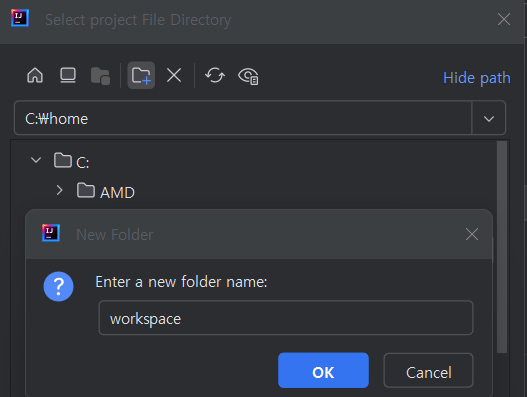 Select project File Directory
Hide path
C:₩home
C:
AMD
New Folder
Enter a new folder name:
workspace
OK
Cancel